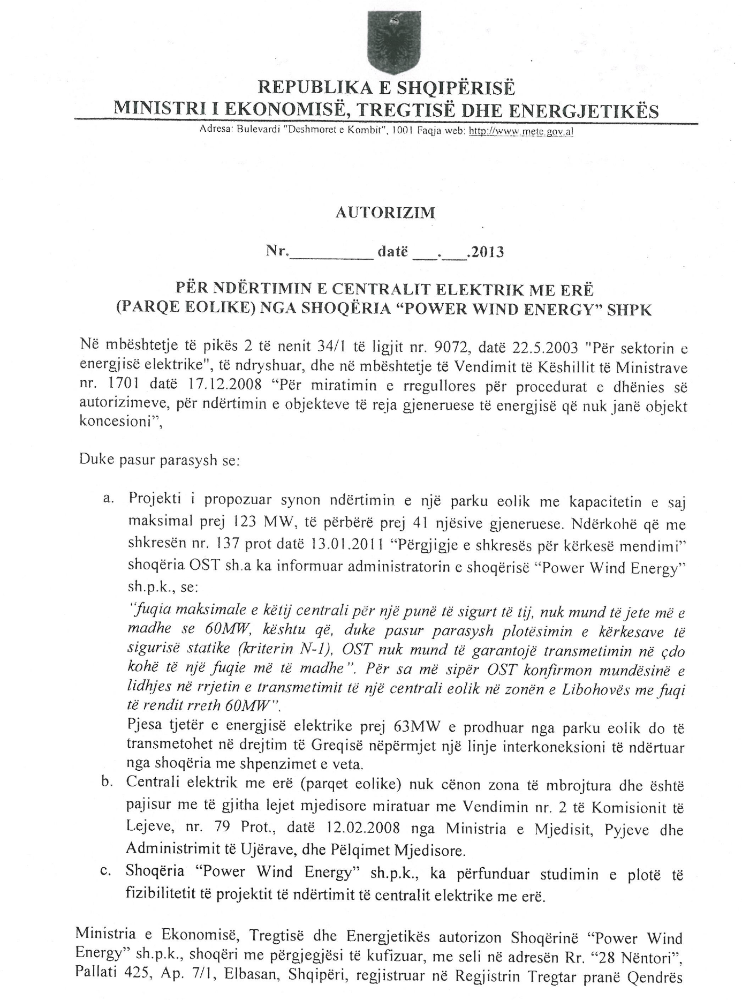 REPUBLIKA E SHQIPËRISË
MINISTRI I EKONOMISË, TREGTISË DHE ENERGJETIKËS
Adresa: Bulevardi "Deshmoret e Kombit", 1001 Faqja web: http://www.mete.gov.al
AUTORIZIM
Nr.__________ datë ___.___.2013
PËR NDËRTIMIN E CENTRALIT ELEKTRIK ME ERË
(PARQE EOLIKE) NGA SHOQËRIA “POWER WIND ENERGY” SHPK
Në mbështetje të pikës 2 të nenit 34/1 të ligjit nr. 9072, datë 22.5.2003 "Për sektorin e
energjisë elektrike", të ndryshuar, dhe në mbështetje të Vendimit të Këshillit të Ministrave
nr. 1701 datë 17.12.2008 “Për miratimin e rregullores për procedurat e dhënies së
autorizimeve, për ndërtimin e objekteve të reja gjeneruese të energjisë që nuk janë objekt
koncesioni”,
Duke pasur parasysh se:
a. Projekti i propozuar synon ndërtimin e një parku eolik me kapacitetin e saj
maksimal prej 123 MW, të përbërë prej 41 njësive gjeneruese. Ndërkohë që me
shkresën nr. 137 prot datë 13.01.2011 “Përgjigje e shkresës për kërkesë mendimi”
shoqëria OST sh.a ka informuar administratorin e shoqërisë “Power Wind Energy”
sh.p.k., se:
“fuqia maksimale e këtij centrali për një punë të sigurt të tij, nuk mund të jete më e
madhe se 60MW, kështu që, duke pasur parasysh plotësimin e kërkesave të
sigurisë statike (kriterin N-1), OST nuk mund të garantojë transmetimin në çdo
kohë të një fuqie më të madhe”. Për sa më sipër OST konfirmon mundësinë e
lidhjes në rrjetin e transmetimit të një centrali eolik në zonën e Libohovës me fuqi
të rendit rreth 60MW”.
Pjesa tjetër e energjisë elektrike prej 63MW e prodhuar nga parku eolik do të
transmetohet në drejtim të Greqisë nëpërmjet një linje interkoneksioni të ndërtuar
nga shoqëria me shpenzimet e veta.
b. Centrali elektrik me erë (parqet eolike) nuk cënon zona të mbrojtura dhe është
pajisur me të gjitha lejet mjedisore miratuar me Vendimin nr. 2 të Komisionit të
Lejeve, nr. 79 Prot., datë 12.02.2008 nga Ministria e Mjedisit, Pyjeve dhe
Administrimit të Ujërave, dhe Pëlqimet Mjedisore.
c. Shoqëria “Power Wind Energy” sh.p.k., ka përfunduar studimin e plotë të
fizibilitetit të projektit të ndërtimit të centralit elektrike me erë.
Ministria e Ekonomisë, Tregtisë dhe Energjetikës autorizon Shoqërinë “Power Wind
Energy” sh.p.k., shoqëri me përgjegjësi të kufizuar, me seli në adresën Rr. “28 Nëntori”,
Pallati 425, Ap. 7/1, Elbasan, Shqipëri, regjistruar në Regjistrin Tregtar pranë Qendrës